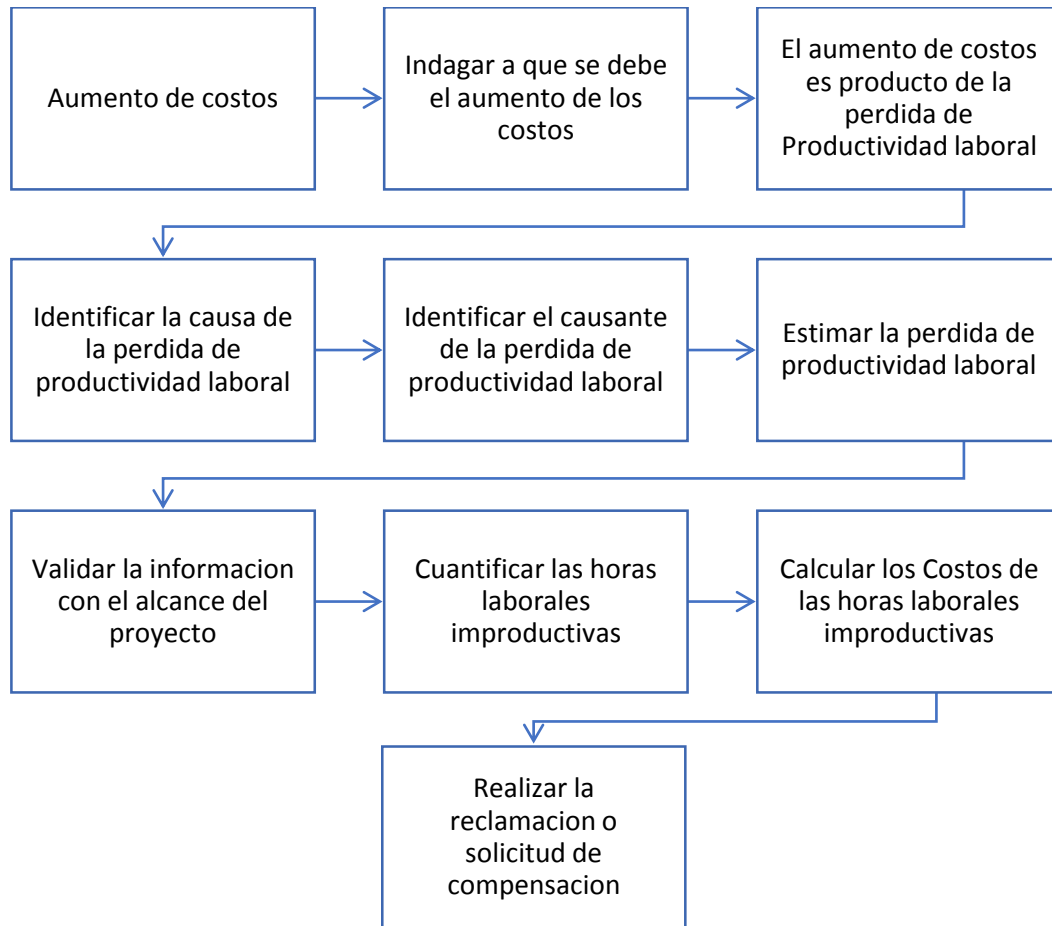 Aumento de costos
Indagar a que se debe
el aumento de los
costos
El aumento de costos
es producto de la
perdida de
Productividad laboral
Identificar la causa de
la perdida de
productividad laboral
Identificar el causante
de la perdida de
productividad laboral
Estimar la perdida de
productividad laboral
Validar la informacion
con el alcance del
proyecto
Cuantificar las horas
laborales
improductivas
Calcular los Costos de
las horas laborales
improductivas
Realizar la
reclamacion o
solicitud de
compensacion